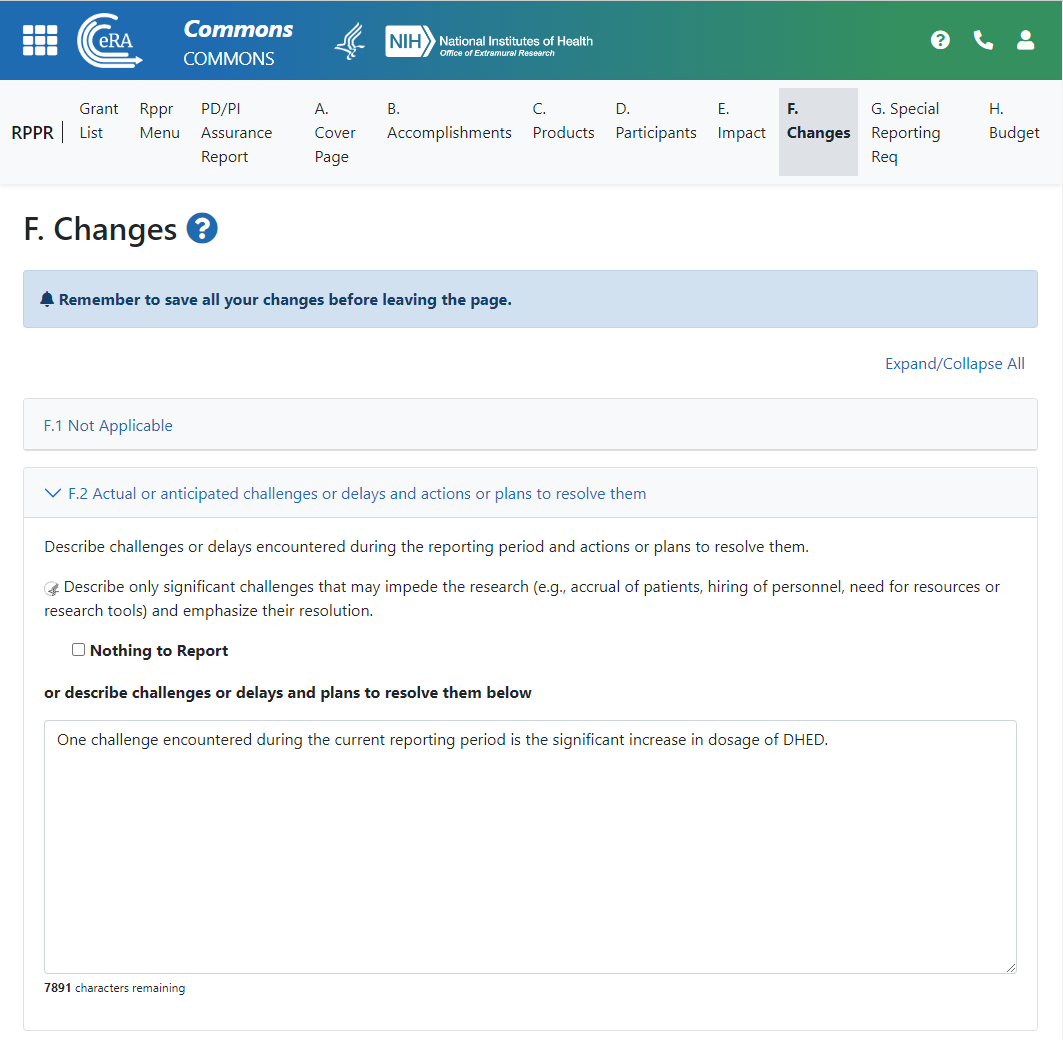 eRA
Commons
COMMONS
NIH
National Institutes of Health
Office of Extramural Research
?
RPPR
Grant
List
Rppr
Menu
PD/PI
Assurance
Report
A.
Cover
Page
B.
Accomplishments
C.
Products
D.
Participants
E.
Impact
F.
Changes
G. Special
Reporting
Req
H.
Budget
F. Changes ?
Remember to save all your changes before leaving the page.
Expand/Collapse All
F.1 Not Applicable
F.2 Actual or anticipated challenges or delays and actions or plans to resolve them
Describe challenges or delays encountered during the reporting period and actions or plans to resolve them.
Describe only significant challenges that may impede the research (e.g., accrual of patients, hiring of personnel, need for resources or
research tools) and emphasize their resolution.
Nothing to Report
or describe challenges or delays and plans to resolve them below
One challenge encountered during the current reporting period is the significant increase in dosage of DHED.
7891 characters remaining